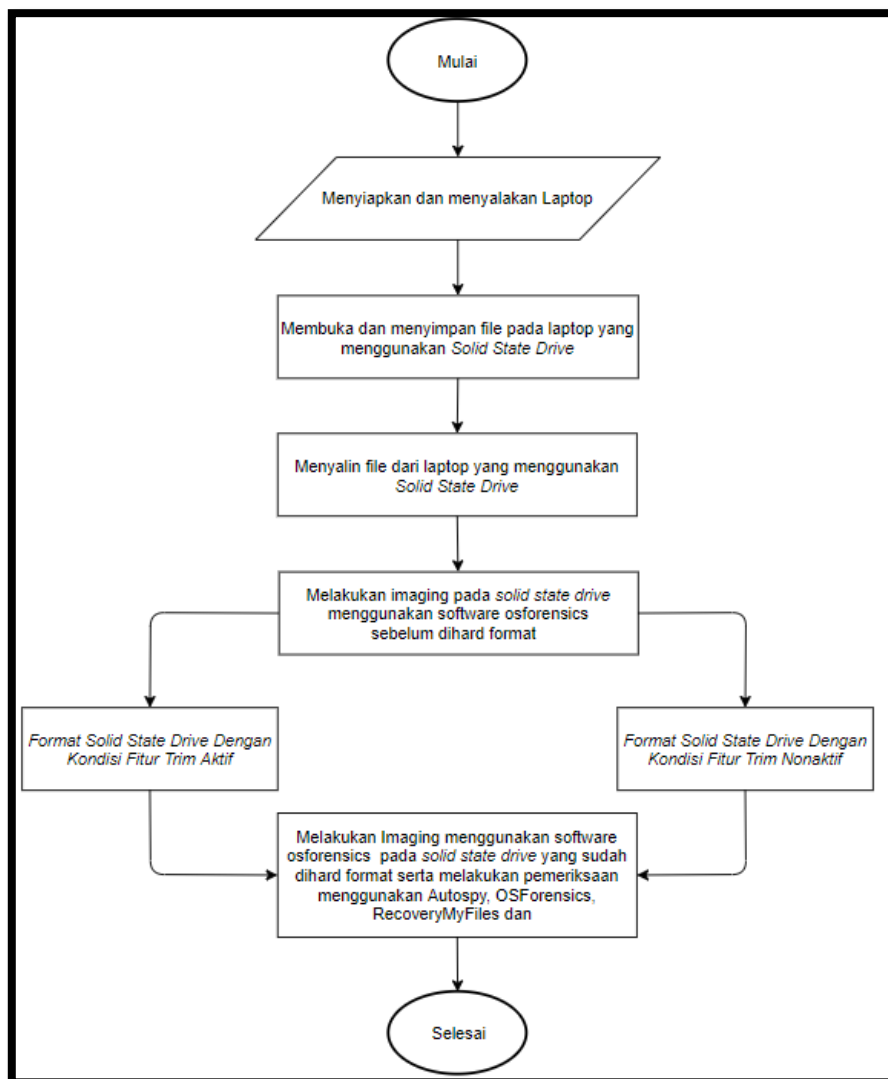 Mulai
Menyiapkan dan menyalakan Laptop
Membuka dan menyimpan file pada laptop yang
menggunakan Solid State Drive
Menyalin file dari laptop yang menggunakan
Solid State Drive
Melakukan imaging pada solid state drive
menggunakan software osforensics
sebelum dihard format
Format Solid State Drive Dengan
Kondisi Fitur Trim Aktif
Format Solid State Drive Dengan
Kondisi Fitur Trim Nonaktif
Melakukan Imaging menggunakan software
osforensics pada solid state drive yang sudah
dihard format serta melakukan pemeriksaan
menggunakan Autospy, OSForensics,
RecoveryMyFiles dan
Selesai